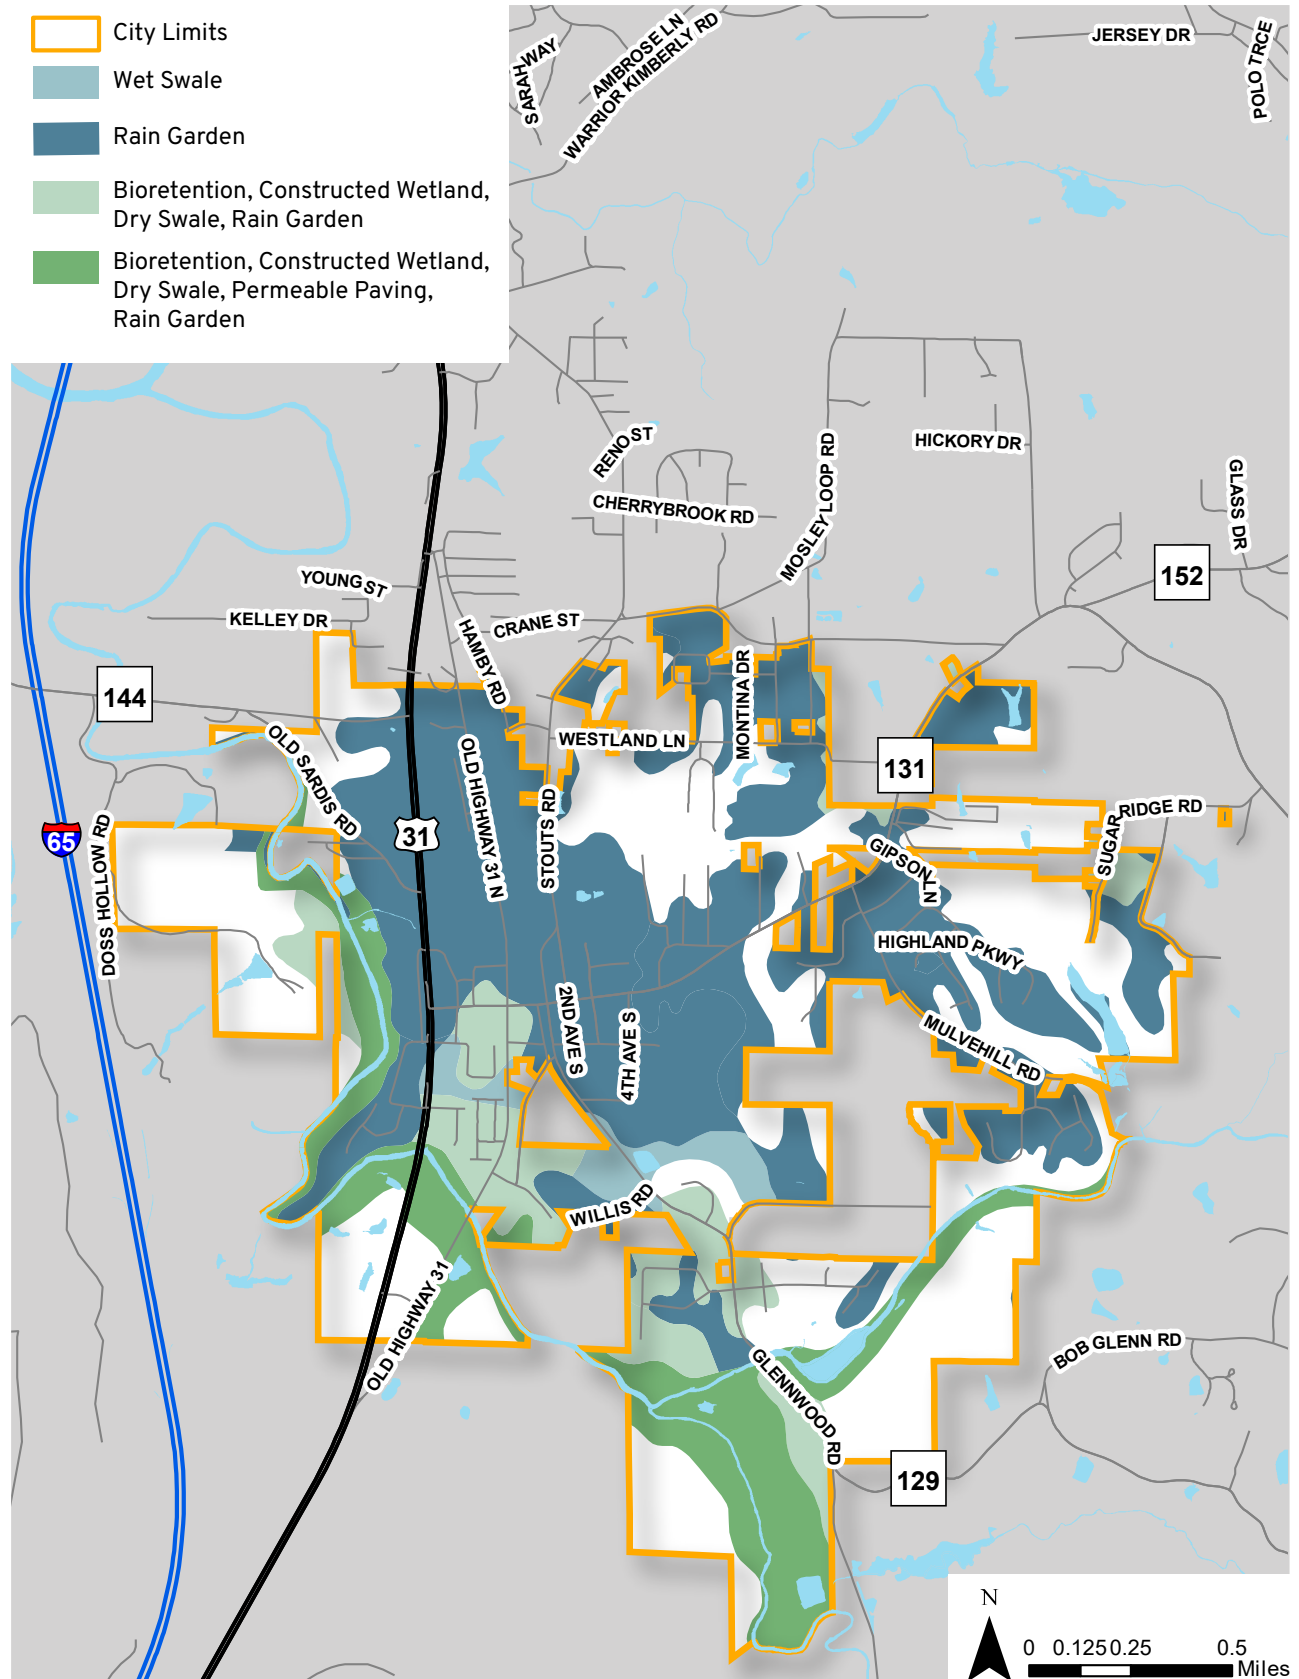 City Limits
Wet Swale
Rain Garden
Bioretention, Constructed Wetland,
Dry Swale, Rain Garden
Bioretention, Constructed Wetland,
Dry Swale, Permeable Paving,
Rain Garden
SARAH WAY
AMBROSE LN
WARRIOR KIMBERLY RD
JERSEY DR
POLO TRCE
RENO ST
CHERRYBROOK RD
MOSLEY LOOP RD
HICKORY DR
GLASS DR
152
YOUNG ST
KELLEY DR
HAMBY RD
CRANE ST
144
OLD SARDIS RD
OLD HIGHWAY 31 N
WESTLAND LN
MONTINA DR
131
STOUTS RD
65
31
DOSS HOLLOW RD
GIPSON LN
SUGAR RIDGE RD
HIGHLAND PKWY
2ND AVE S
4TH AVE S
MULVEHILL RD
WILLIS RD
OLD HIGHWAY 31
GLENNWOOD RD
BOB GLENN RD
129
N
0 0.125 0.25 0.5
Miles